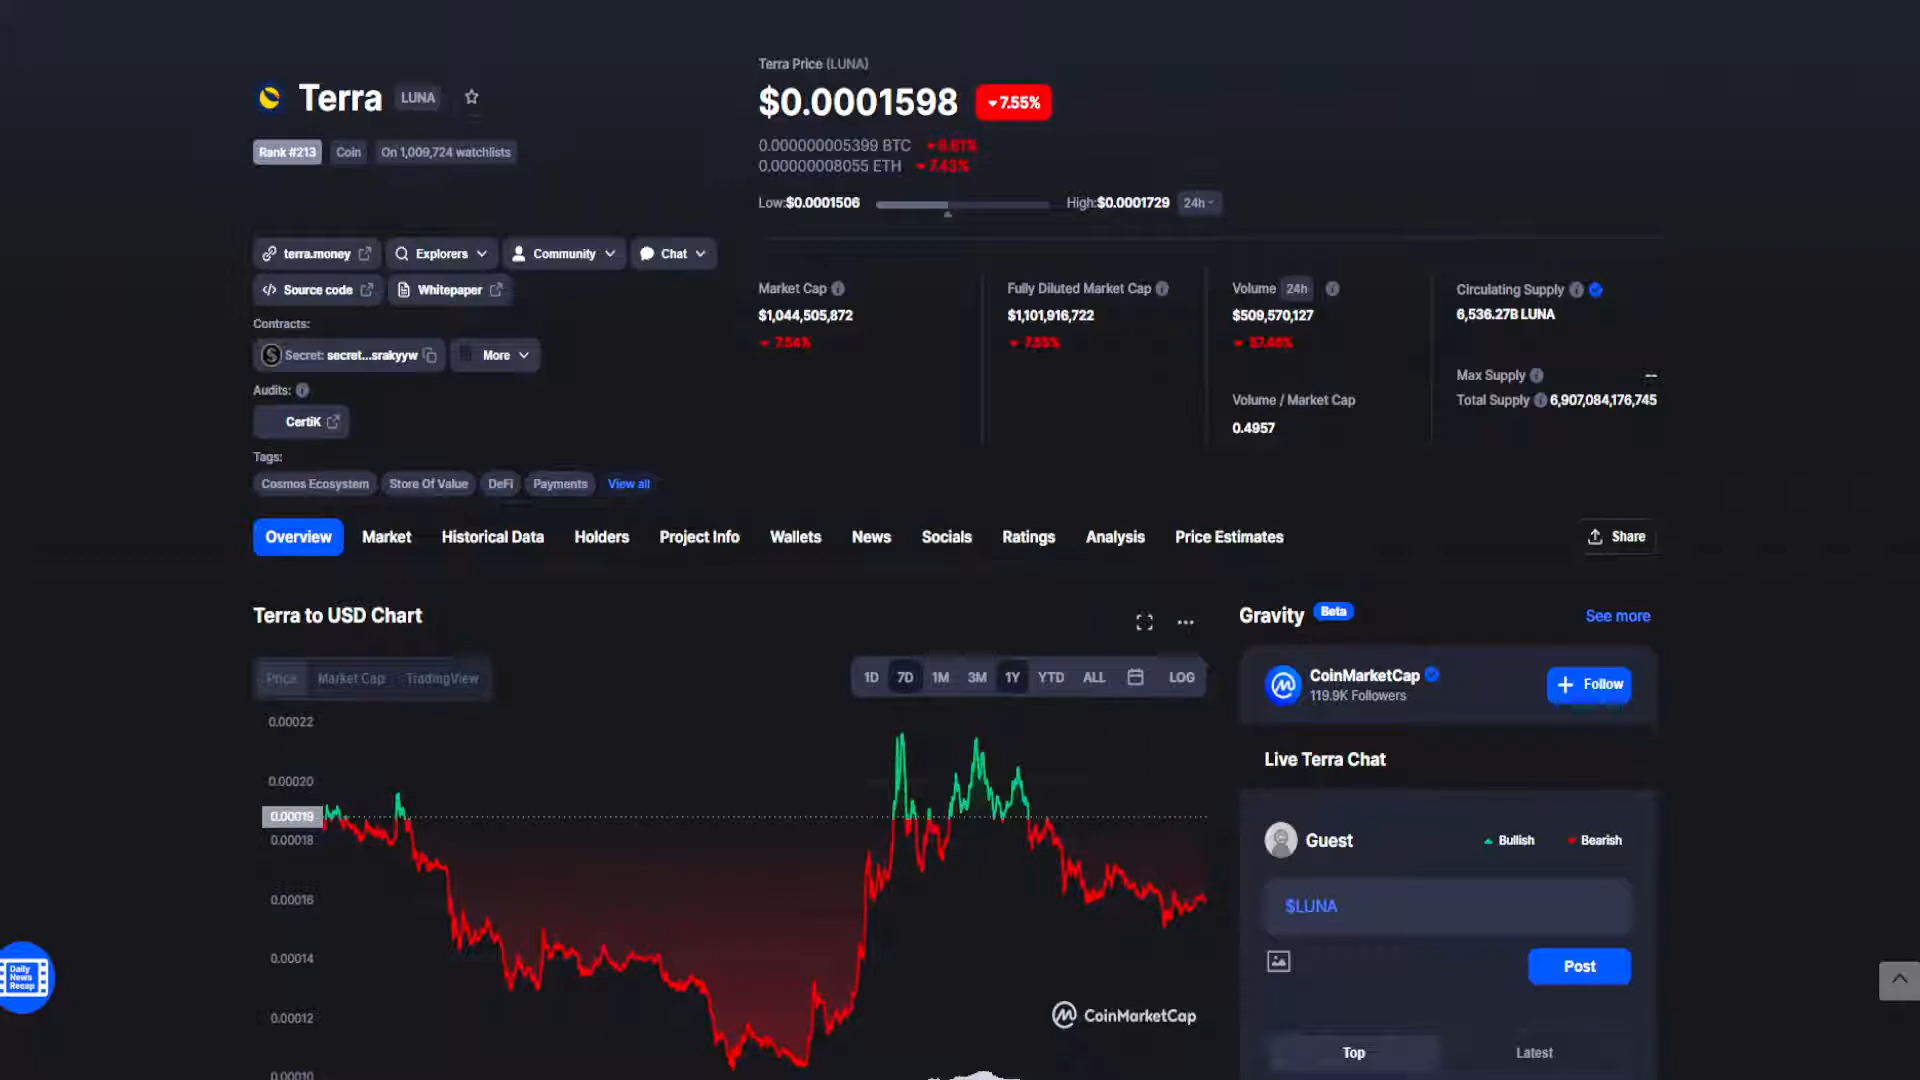 Terra LUNA
Rank #213 Coin On 1,009,724 watchlists
Terra Price (LUNA)
$0.0001598 7.55%
0.000000005399 BTC
0.00000008055 ETH 7.43%
Low:$0.0001506 High:$0.0001729 24h
terra.money Explorers Community Chat
Source code Whitepaper
Contracts:
Secret: secret...srakyyw More
Audits:
CertiK
Tags:
Cosmos Ecosystem Store Of Value DeFi Payments View all
Market Cap
$1,044,505,872
7.54%
Fully Diluted Market Cap
$1,101,916,722
7.55%
Volume 24h
$509,570,127
Volume / Market Cap
0.4957
Circulating Supply
6,536.27B LUNA
Max Supply --
Total Supply 6,907,084,176,745
Overview Market Historical Data Holders Project Info Wallets News Socials Ratings Analysis Price Estimates Share
Terra to USD Chart
Price Market Cap TradingView
1D 7D 1M 3M 1Y YTD ALL LOG
0.00022
0.00020
0.00019
0.00018
0.00016
0.00014
0.00012
0.00010
CoinMarketCap
Gravity Beta See more
CoinMarketCap
119.9K Followers
Follow
Live Terra Chat
Guest Bullish Bearish
$LUNA
Post
Top Latest
Daily
News
Recap